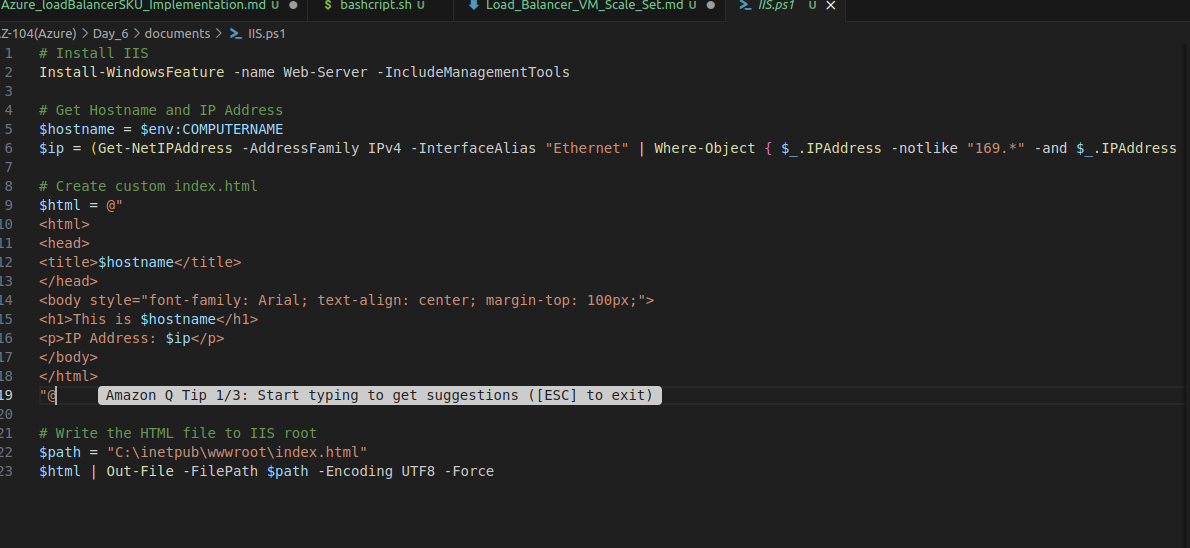 Azure_loadBalancerSKU_Implementation.md U ● $ bashcript.sh U Load_Balancer_VM_Scale_Set.md U ● IIS.ps1 U ×
Z-104(Azure) > Day_6 > documents > IIS.ps1
1 # Install IIS
2 Install-WindowsFeature -name Web-Server -IncludeManagementTools
3
4 # Get Hostname and IP Address
5 $hostname = $env:COMPUTERNAME
6 $ip = (Get-NetIPAddress -AddressFamily IPv4 -InterfaceAlias "Ethernet" | Where-Object { $_.IPAddress -notlike "169.*" -and $_.IPAddress
7
8 # Create custom index.html
9 $html = @"
10 <html>
11 <head>
12 <title>$hostname</title>
13 </head>
14 <body style="font-family: Arial; text-align: center; margin-top: 100px;">
15 <h1>This is $hostname</h1>
16 <p>IP Address: $ip</p>
17 </body>
18 </html>
19 "@ Amazon Q Tip 1/3: Start typing to get suggestions ([ESC] to exit)
20
21 # Write the HTML file to IIS root
22 $path = "C:\inetpub\wwwroot\index.html"
23 $html | Out-File -FilePath $path -Encoding UTF8 -Force